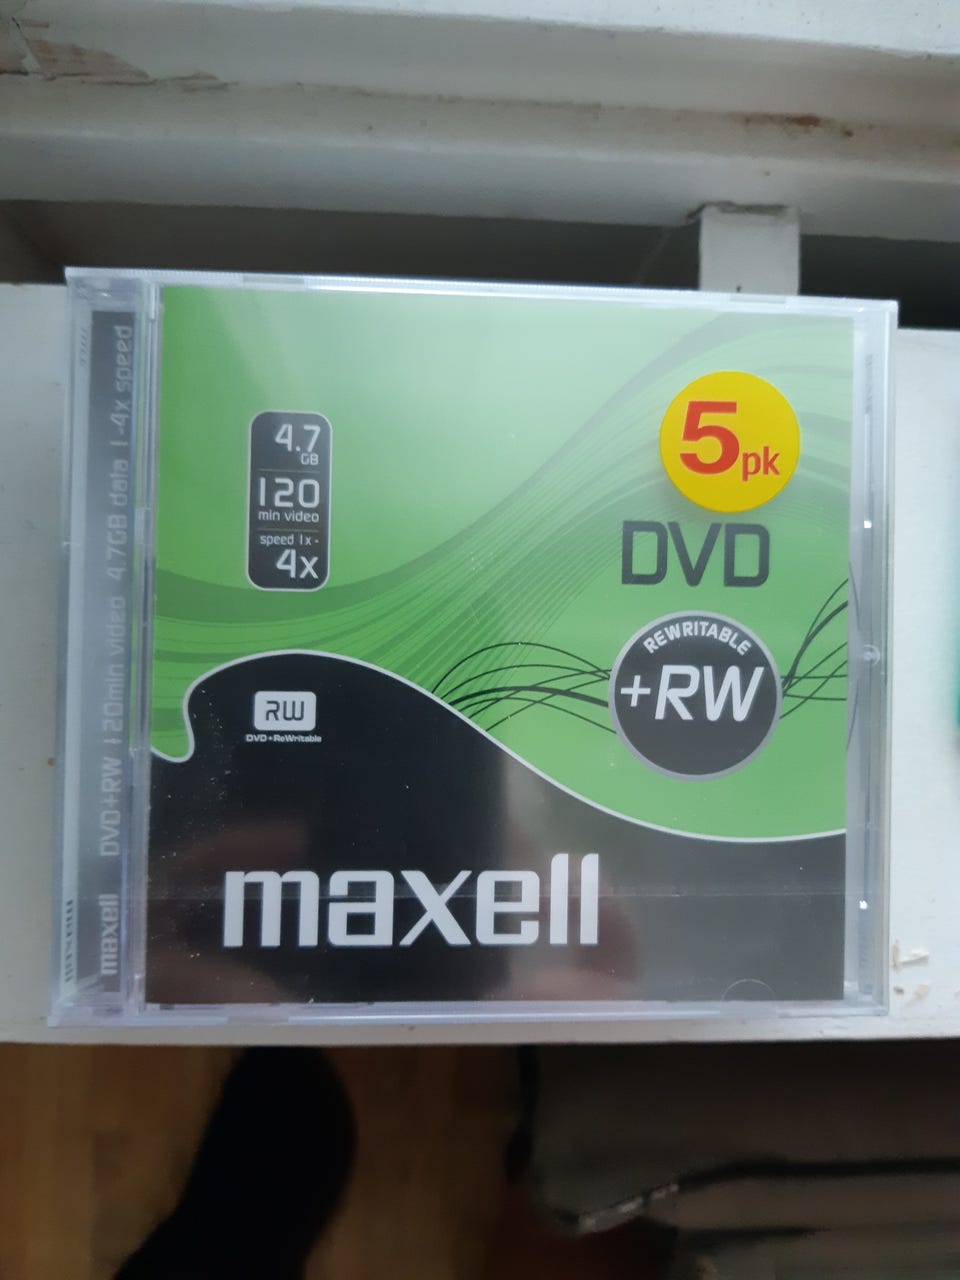 maxell DVD+RW 120min video 4.7GB data 1-4x speed
4.7
GB
120
min video
speed 1x-
4x
5pk
DVD
REWRITABLE
+RW
RW
DVD+ReWritable
maxell